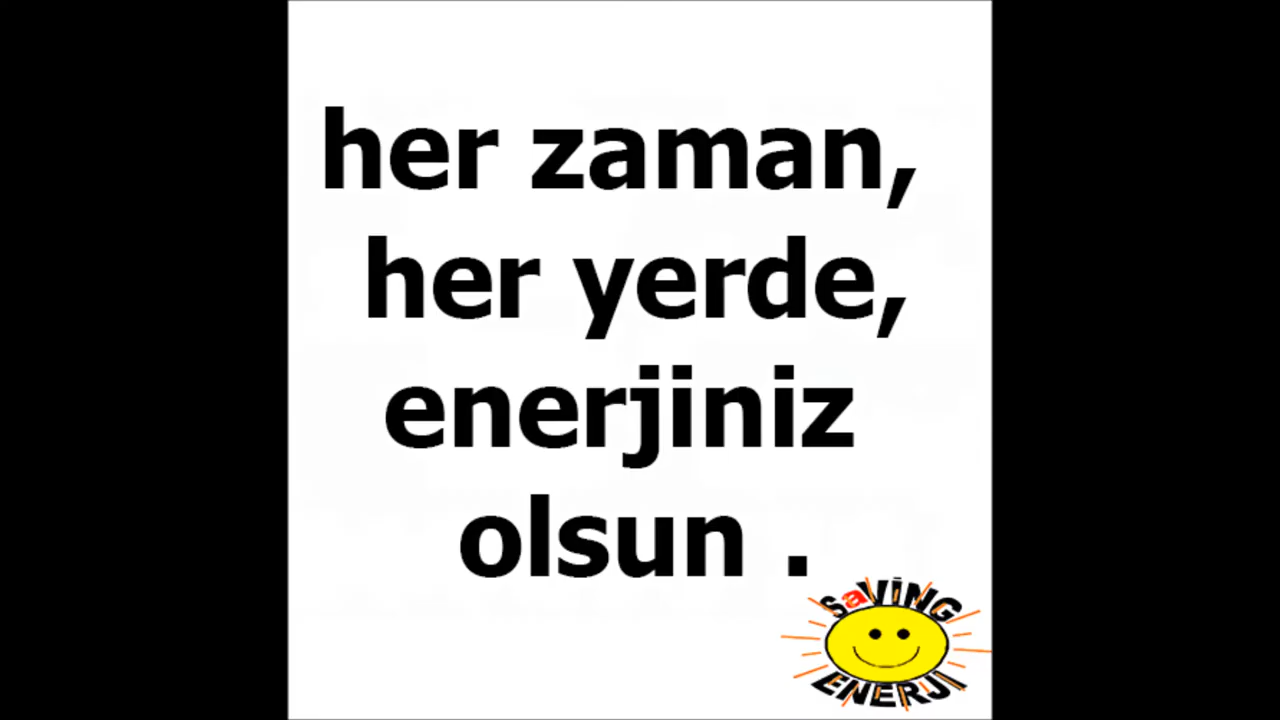 her zaman,
her yerde,
enerjiniz
olsun .
SaVİNG
ENERJI